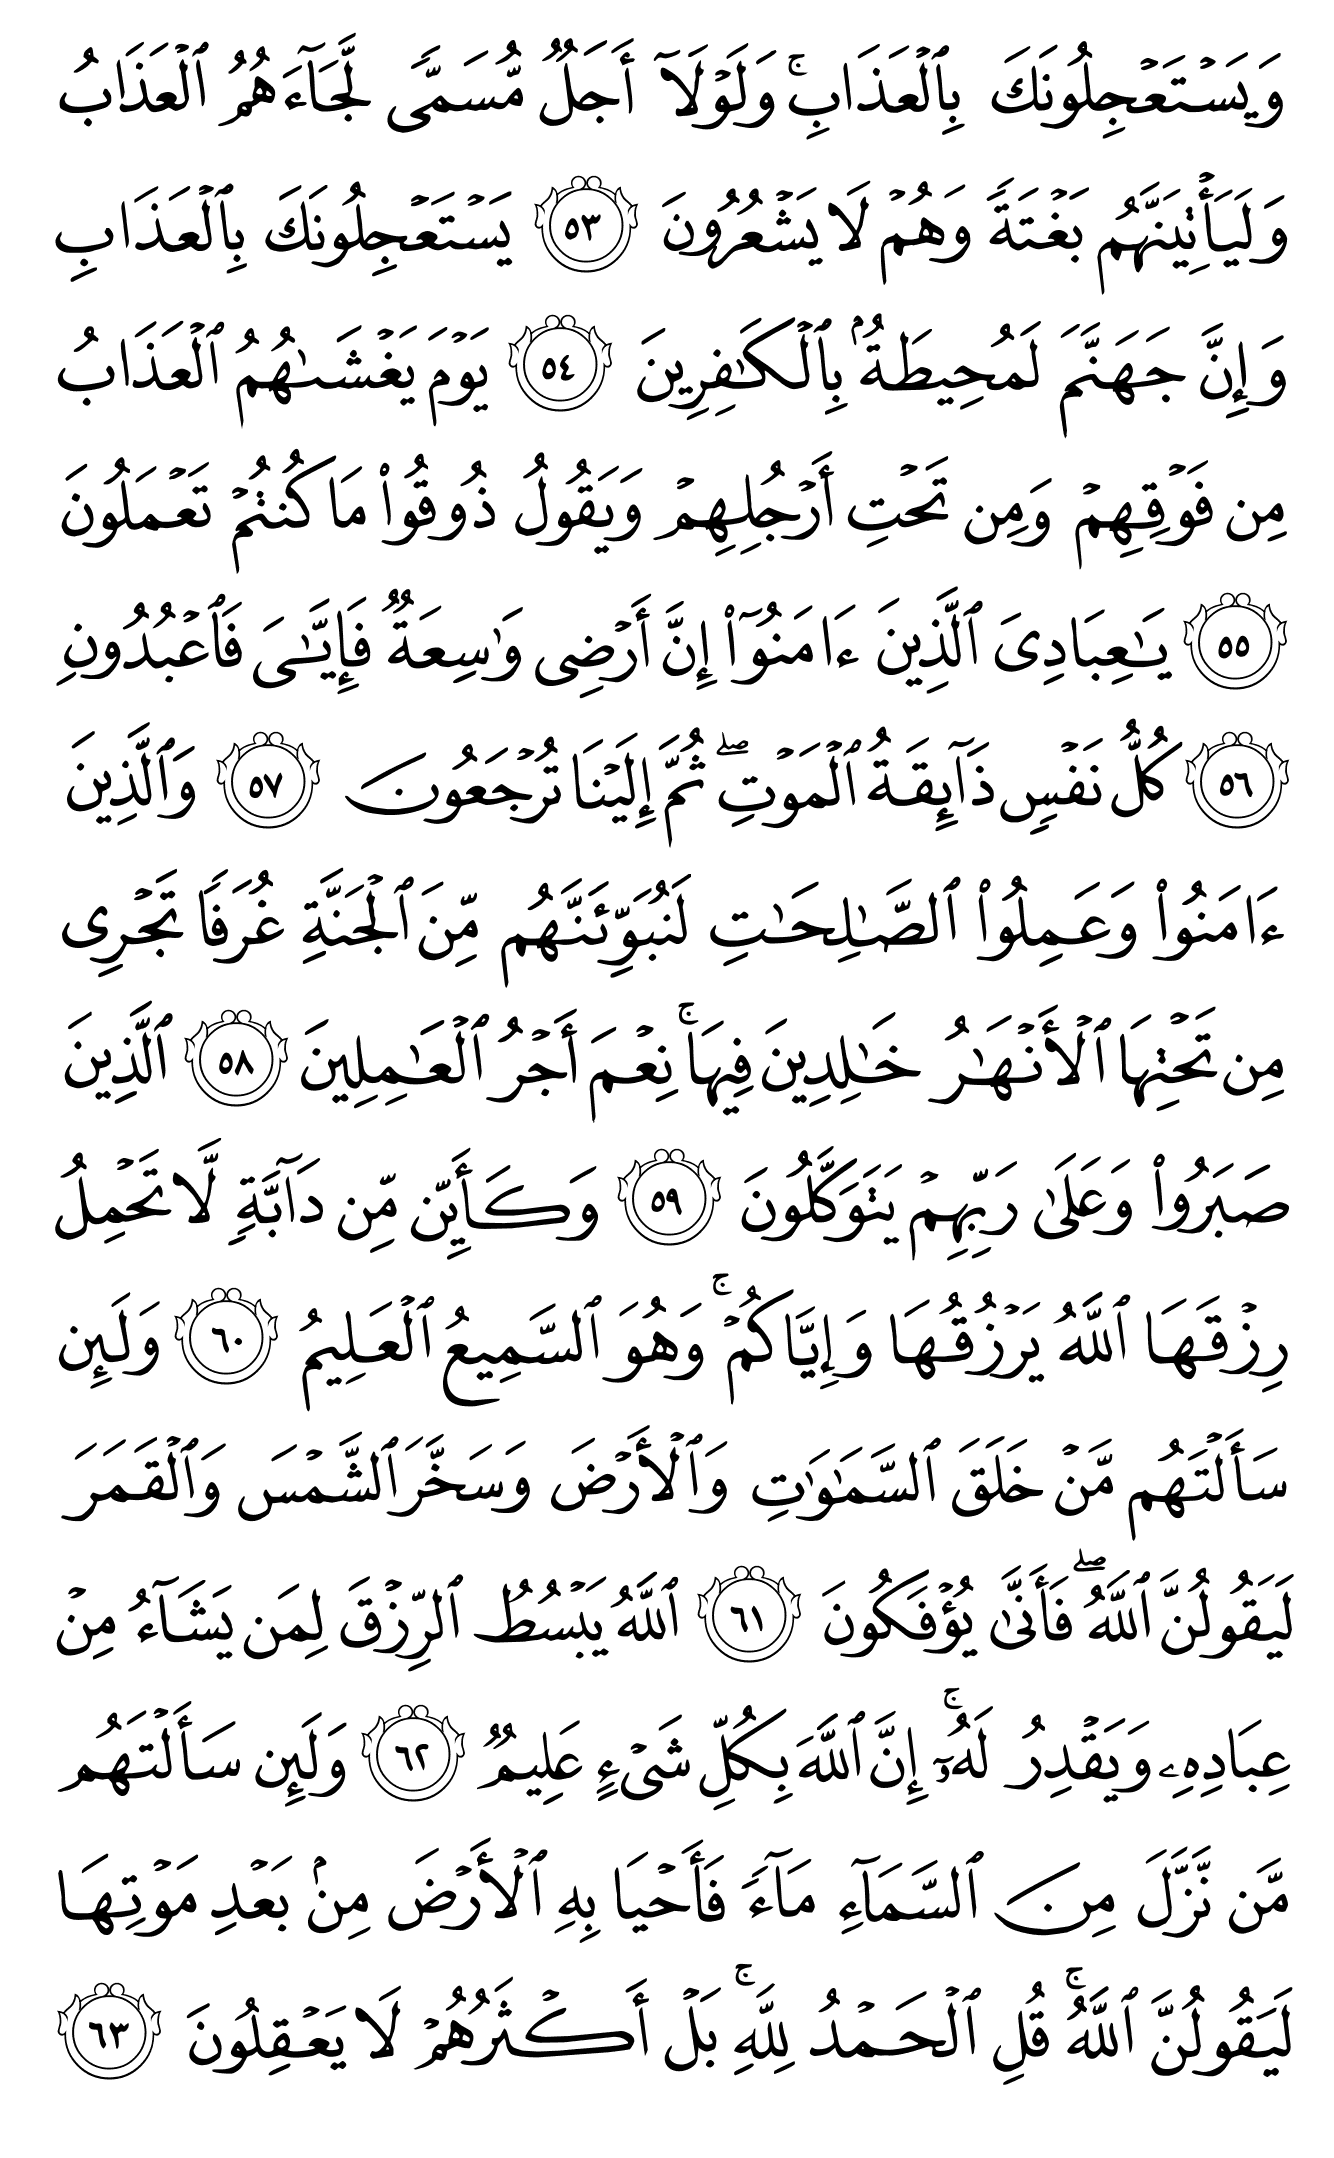 وَيَسۡتَعۡجِلُونَكَ بِٱلۡعَذَابِۚ وَلَوۡلَآ أَجَلٞ مُّسَمّٗى لَّجَآءَهُمُ ٱلۡعَذَابُ
وَلَيَأۡتِيَنَّهُم بَغۡتَةٗ وَهُمۡ لَا يَشۡعُرُونَ ٥٣ يَسۡتَعۡجِلُونَكَ بِٱلۡعَذَابِ
وَإِنَّ جَهَنَّمَ لَمُحِيطَةُۢ بِٱلۡكَٰفِرِينَ ٥٤ يَوۡمَ يَغۡشَىٰهُمُ ٱلۡعَذَابُ
مِن فَوۡقِهِمۡ وَمِن تَحۡتِ أَرۡجُلِهِمۡ وَيَقُولُ ذُوقُواْ مَا كُنتُمۡ تَعۡمَلُونَ
٥٥ يَٰعِبَادِيَ ٱلَّذِينَ ءَامَنُوٓاْ إِنَّ أَرۡضِي وَٰسِعَةٞ فَإِيَّٰيَ فَٱعۡبُدُونِ
٥٦ كُلُّ نَفۡسٖ ذَآئِقَةُ ٱلۡمَوۡتِۖ ثُمَّ إِلَيۡنَا تُرۡجَعُونَ ٥٧ وَٱلَّذِينَ
ءَامَنُواْ وَعَمِلُواْ ٱلصَّٰلِحَٰتِ لَنُبَوِّئَنَّهُم مِّنَ ٱلۡجَنَّةِ غُرَفٗا تَجۡرِي
مِن تَحۡتِهَا ٱلۡأَنۡهَٰرُ خَٰلِدِينَ فِيهَاۚ نِعۡمَ أَجۡرُ ٱلۡعَٰمِلِينَ ٥٨ ٱلَّذِينَ
صَبَرُواْ وَعَلَىٰ رَبِّهِمۡ يَتَوَكَّلُونَ ٥٩ وَكَأَيِّن مِّن دَآبَّةٖ لَّا تَحۡمِلُ
رِزۡقَهَا ٱللَّهُ يَرۡزُقُهَا وَإِيَّاكُمۡۚ وَهُوَ ٱلسَّمِيعُ ٱلۡعَلِيمُ ٦٠ وَلَئِن
سَأَلۡتَهُم مَّنۡ خَلَقَ ٱلسَّمَٰوَٰتِ وَٱلۡأَرۡضَ وَسَخَّرَ ٱلشَّمۡسَ وَٱلۡقَمَرَ
لَيَقُولُنَّ ٱللَّهُۖ فَأَنَّىٰ يُؤۡفَكُونَ ٦١ ٱللَّهُ يَبۡسُطُ ٱلرِّزۡقَ لِمَن يَشَآءُ مِنۡ
عِبَادِهِۦ وَيَقۡدِرُ لَهُۥٓۚ إِنَّ ٱللَّهَ بِكُلِّ شَيۡءٍ عَلِيمٞ ٦٢ وَلَئِن سَأَلۡتَهُم
مَّن نَّزَّلَ مِنَ ٱلسَّمَآءِ مَآءٗ فَأَحۡيَا بِهِ ٱلۡأَرۡضَ مِنۢ بَعۡدِ مَوۡتِهَا
لَيَقُولُنَّ ٱللَّهُۚ قُلِ ٱلۡحَمۡدُ لِلَّهِۚ بَلۡ أَكۡثَرُهُمۡ لَا يَعۡقِلُونَ ٦٣